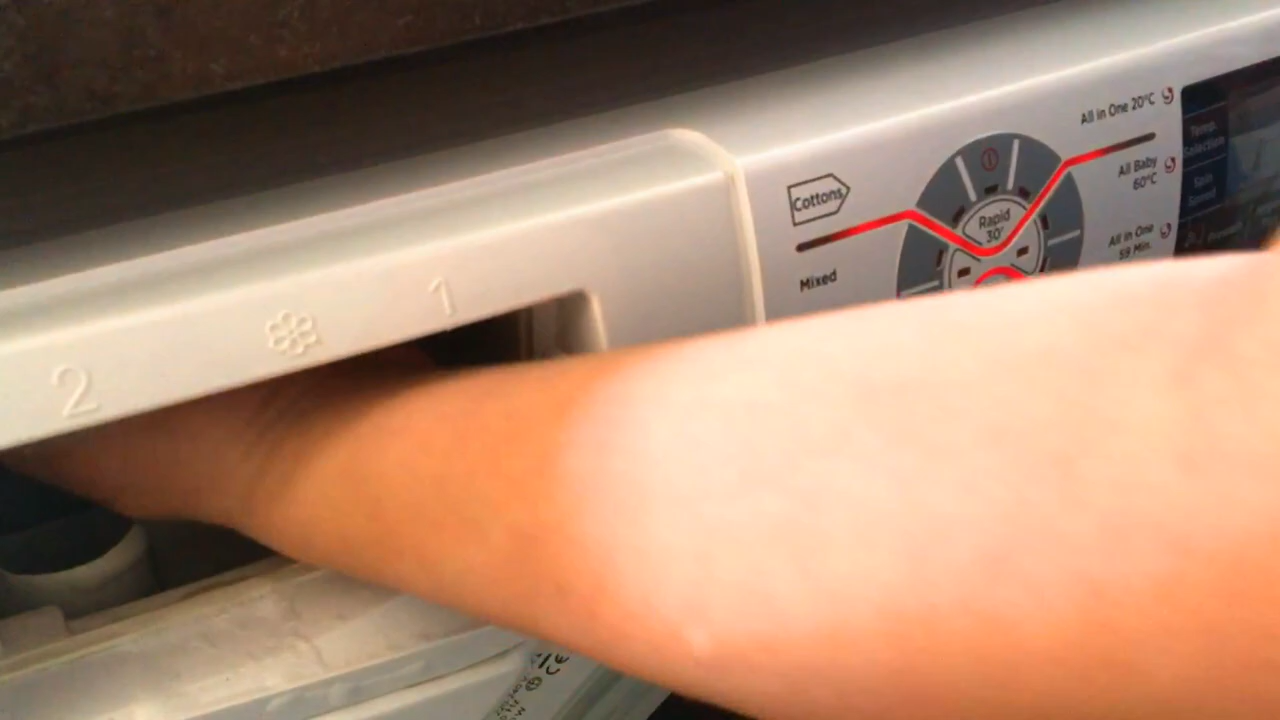 All in One 20°C
Temp.
Selection
All Baby
60°C
Cottons
Spin
Speed
Rapid
30'
All in One
59 Min.
Mixed
1
2